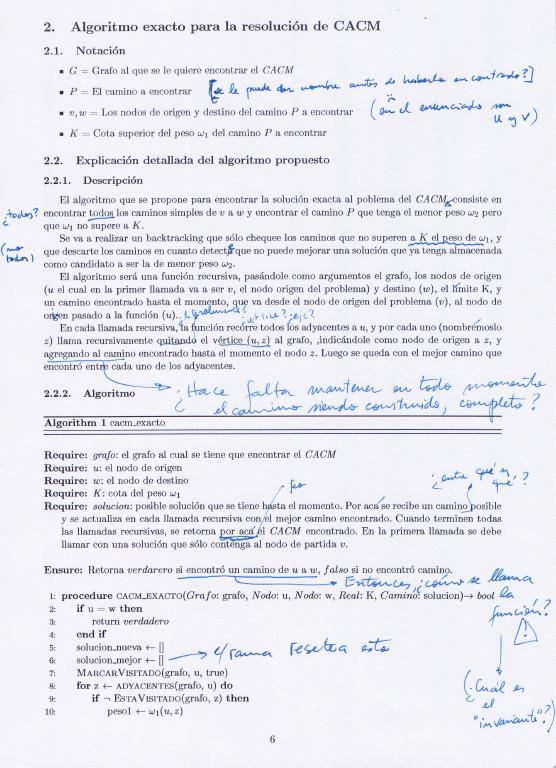 2. Algoritmo exacto para la resolución de CACM
2.1. Notación
▪ G = Grafo al que se le quiere encontrar el CACM
▪ P = El camino a encontrar
[se le puede dar nombre antes de haberlo encontrado?]
▪ v, w = Los nodos de origen y destino del camino P a encontrar
(en el enunciado son
u y v)
▪ K = Cota superior del peso ω1 del camino P a encontrar
2.2. Explicación detallada del algoritmo propuesto
2.2.1. Descripción
El algoritmo que se propone para encontrar la solución exacta al poblema del CACM consiste en
¿todos?
encontrar todos los caminos simples de v a w y encontrar el camino P que tenga el menor peso ω2 pero
que ω1 no supere a K.
(no
todos)
Se va a realizar un backtracking que sólo chequee los caminos que no superen a K el peso de ω1, y
que descarte los caminos en cuanto detecte que no puede mejorar una solución que ya tenga almacenada
como candidato a ser la de menor peso ω2.
El algoritmo será una función recursiva, pasándole como argumentos el grafo, los nodos de origen
(u el cual en la primer llamada va a ser v, el nodo origen del problema) y destino (w), el límite K, y
un camino encontrado hasta el momento, que va desde el nodo de origen del problema (v), al nodo de
origen pasado a la función (u).
¿vértice? ¿eje?
En cada llamada recursiva, la función recorre todos los adyacentes a u, y por cada uno (nombrémoslo
z) llama recursivamente quitando el vértice (u, z) al grafo, ,indicándole como nodo de origen a z, y
agregando al camino encontrado hasta el momento el nodo z. Luego se queda con el mejor camino que
encontró entre cada uno de los adyacentes.
¿Hace falta mantener en todo momento
el camino siendo construido, completo?
2.2.2. Algoritmo
Algorithm 1 cacm_exacto
Require: grafo: el grafo al cual se tiene que encontrar el CACM
Require: u: el nodo de origen
Require: w: el nodo de destino
Require: K: cota del peso ω1
feo
¿entre qué y
qué?
Require: solucion: posible solución que se tiene hasta el momento. Por acá se recibe un camino posible
y se actualiza en cada llamada recursiva con el mejor camino encontrado. Cuando terminen todas
las llamadas recursivas, se retorna por acá el CACM encontrado. En la primera llamada se debe
llamar con una solución que sólo contenga al nodo de partida v.
Ensure: Retorna verdarero si encontró un camino de u a w, falso si no encontró camino.
Entonces, ¿cómo se llama
la
función?
1: procedure CACM_EXACTO(Grafo: grafo, Nodo: u, Nodo: w, Real: K, Camino: solucion)→ bool
2: if u = w then
3: return verdadero
4: end if
5: solucion_nueva ← []
6: solucion_mejor ← []
c/rama resetea esto
7: MARCARVISITADO(grafo, u, true)
8: for z ← ADYACENTES(grafo, u) do
9: if ¬ ESTAVISITADO(grafo, z) then
10: peso1 ← ω1(u, z)
!
(¿Cuál es
el
"invariante"?)
6